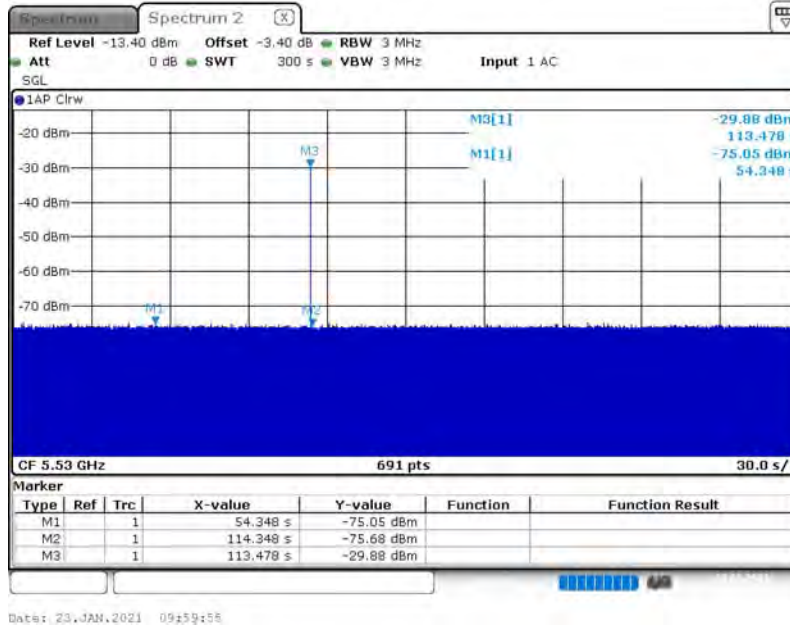 Spectrum Spectrum 2 X
Ref Level -13.40 dBm Offset -3.40 dB RBW 3 MHz
Att 0 dB SWT 300 s VBW 3 MHz Input 1 AC
SGL
1AP Clrw
M3[1] -29.88 dBm
113.478
-20 dBm
M3
M1[1] -75.05 dBm
54.348 s
-30 dBm
-40 dBm
-50 dBm
-60 dBm
-70 dBm
M1 M2
CF 5.53 GHz 691 pts 30.0 s/
Marker
Type Ref Trc X-value Y-value Function Function Result
M1 1 54.348 s -75.05 dBm
M2 1 114.348 s -75.68 dBm
M3 1 113.478 s -29.88 dBm
Date: 23.JAN.2021 09:59:56